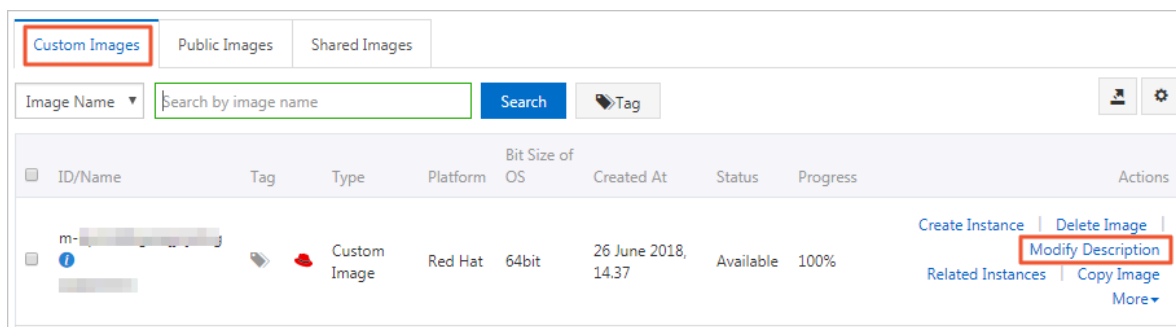 Custom Images Public Images Shared Images
Image Name Search by image name Search Tag
ID/Name Tag Type Platform Bit Size of OS Created At Status Progress Actions
m-
Custom Image Red Hat 64bit 26 June 2018, 14.37 Available 100%
Create Instance | Delete Image |
Modify Description
Related Instances | Copy Image
More